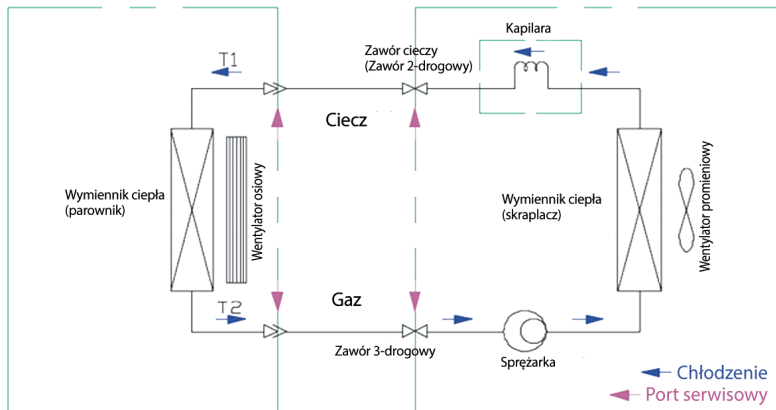 Kapilara
Zawór cieczy
(Zawór 2-drogowy)
T1
Ciecz
Wymiennik ciepła
(parownik)
Wentylator osiowy
Wymiennik ciepła
(skraplacz)
Wentylator promieniowy
Gaz
T2
Zawór 3-drogowy
Sprężarka
Chłodzenie
Port serwisowy